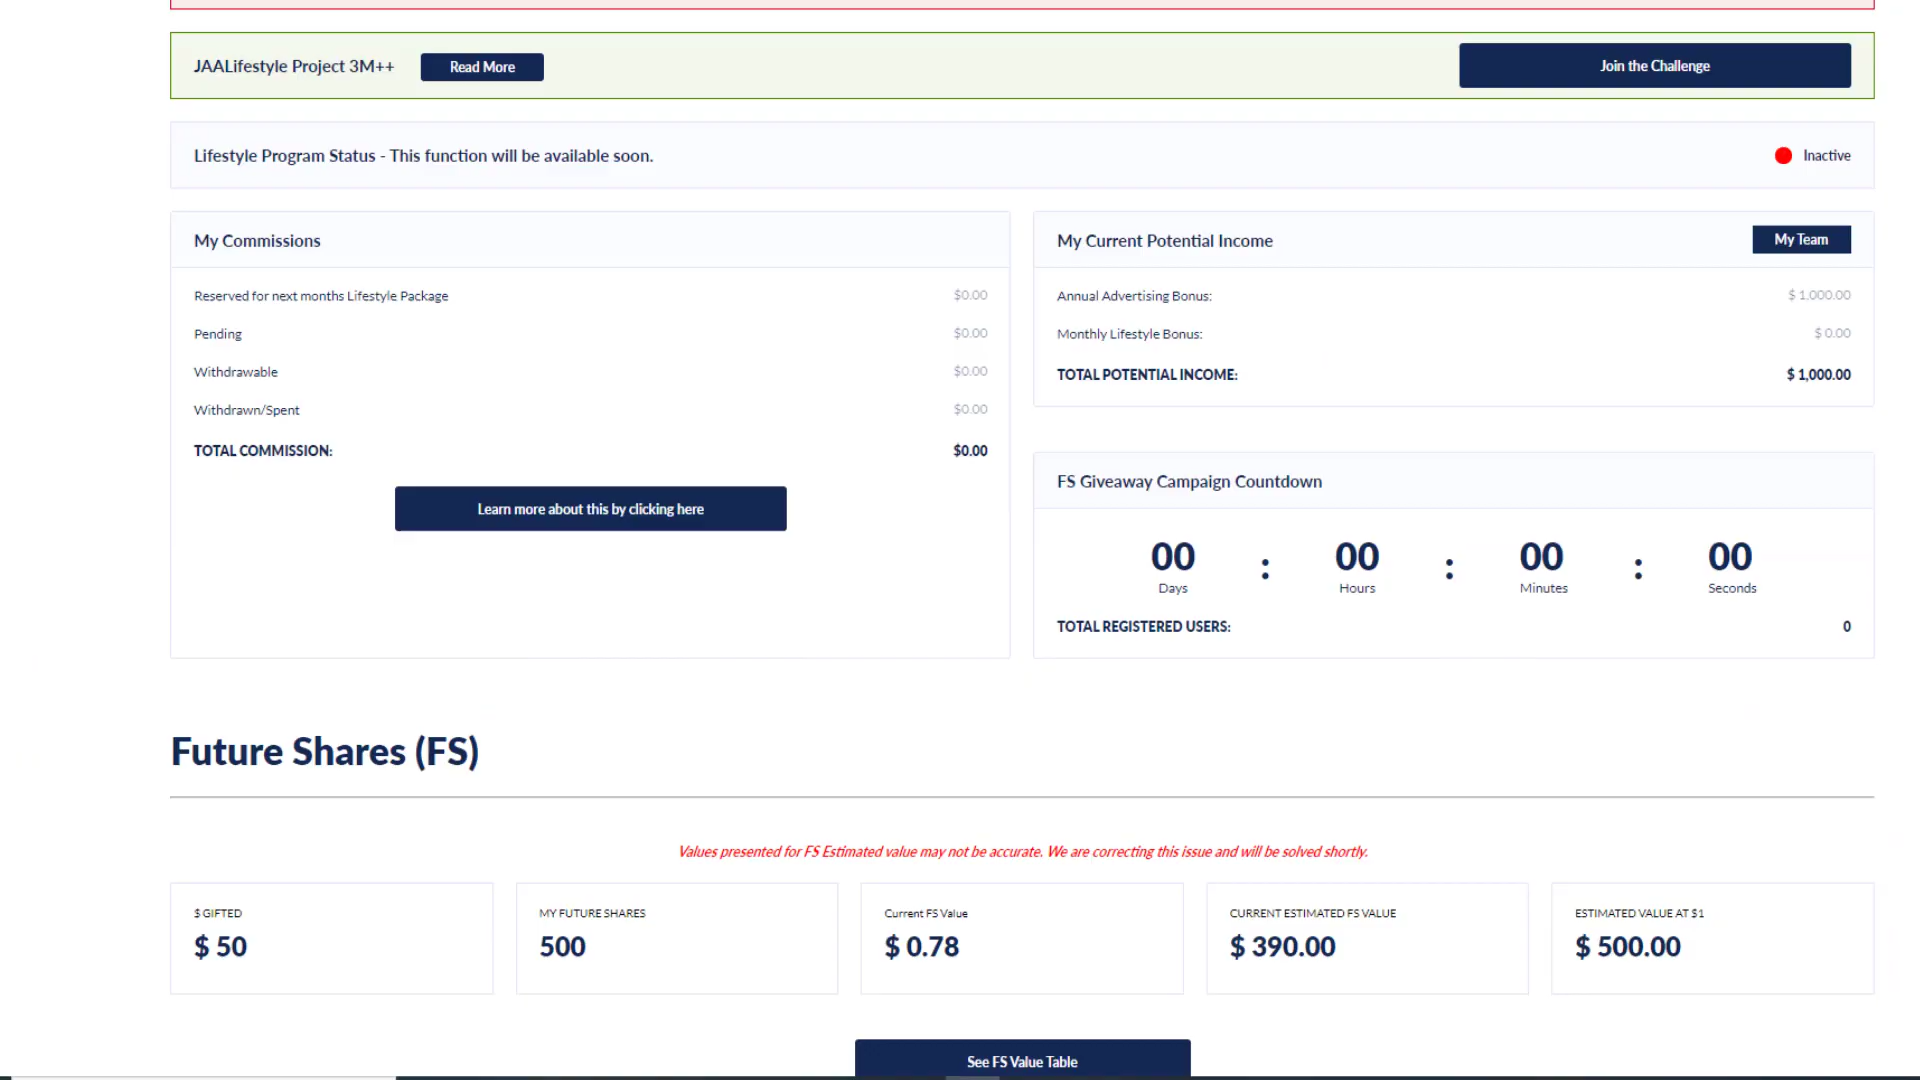 JAALifestyle Project 3M++
Read More
Join the Challenge
Lifestyle Program Status - This function will be available soon.
Inactive
My Commissions
Reserved for next months Lifestyle Package $0.00
Pending $0.00
Withdrawable $0.00
Withdrawn/Spent $0.00
TOTAL COMMISSION: $0.00
Learn more about this by clicking here
My Current Potential Income
My Team
Annual Advertising Bonus: $ 1,000.00
Monthly Lifestyle Bonus: $ 0.00
TOTAL POTENTIAL INCOME: $ 1,000.00
FS Giveaway Campaign Countdown
00 : 00 : 00 : 00
Days Hours Minutes Seconds
TOTAL REGISTERED USERS: 0
Future Shares (FS)
Values presented for FS Estimated value may not be accurate. We are correcting this issue and will be solved shortly.
$ GIFTED
$ 50
MY FUTURE SHARES
500
Current FS Value
$ 0.78
CURRENT ESTIMATED FS VALUE
$ 390.00
ESTIMATED VALUE AT $1
$ 500.00
See FS Value Table